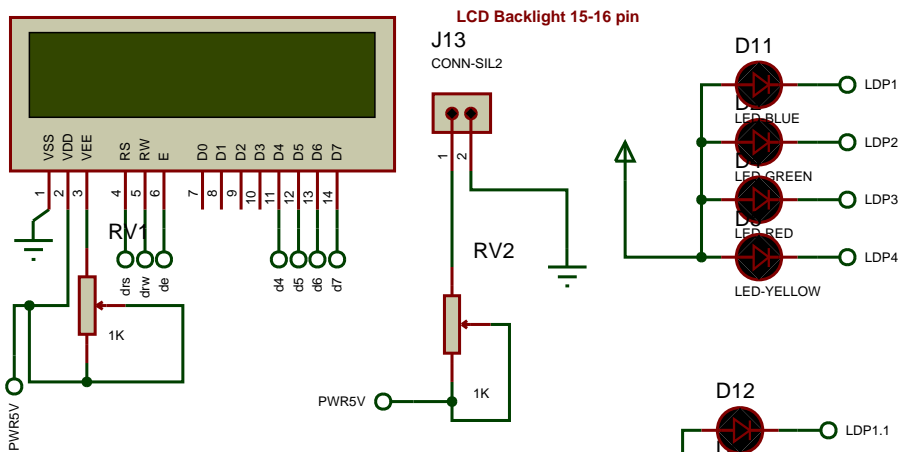 LCD Backlight 15-16 pin
J13
CONN-SIL2
1
2
VSS
VDD
VEE
RS
RW
E
D0
D1
D2
D3
D4
D5
D6
D7
1
2
3
4
5
6
7
8
9
10
11
12
13
14
RV1
1K
drs
drw
de
d4
d5
d6
d7
PWR5V
RV2
1K
PWR5V
D11
LDP1
LED-BLUE
LDP2
LED-GREEN
LDP3
LED-RED
LDP4
LED-YELLOW
D12
LDP1.1